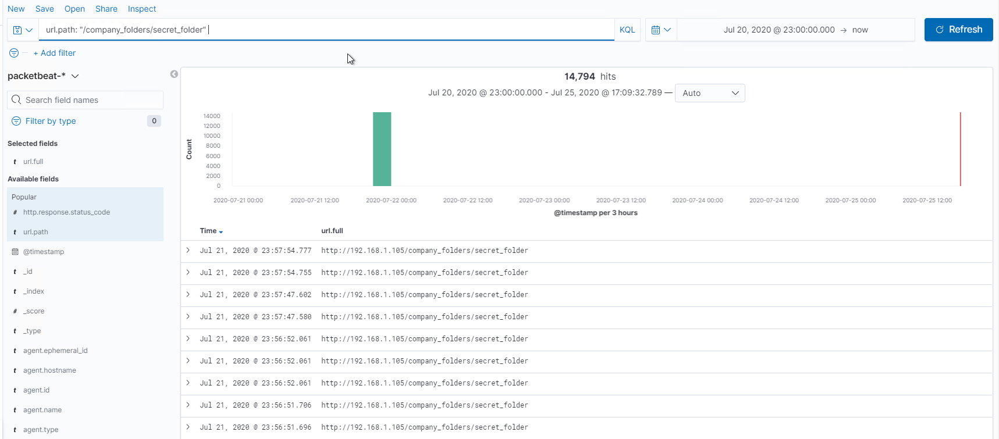 New Save Open Share Inspect
url.path: "/company_folders/secret_folder"
KQL
Jul 20, 2020 @ 23:00:00.000 → now
Refresh
+ Add filter
packetbeat-*
Search field names
Filter by type 0
Selected fields
t url.full
Available fields
Popular
# http.response.status_code
t url.path
@timestamp
t _id
t _index
# _score
t _type
t agent.ephemeral_id
t agent.hostname
t agent.id
t agent.name
t agent.type
14,794 hits
Jul 20, 2020 @ 23:00:00.000 - Jul 25, 2020 @ 17:09:32.789 — Auto
Count
14000
12000
10000
8000
6000
4000
2000
0
2020-07-21 00:00 2020-07-21 12:00 2020-07-22 00:00 2020-07-22 12:00 2020-07-23 00:00 2020-07-23 12:00 2020-07-24 00:00 2020-07-24 12:00 2020-07-25 00:00 2020-07-25 12:00
@timestamp per 3 hours
Time url.full
Jul 21, 2020 @ 23:57:54.777 http://192.168.1.105/company_folders/secret_folder
Jul 21, 2020 @ 23:57:54.755 http://192.168.1.105/company_folders/secret_folder
Jul 21, 2020 @ 23:57:47.602 http://192.168.1.105/company_folders/secret_folder
Jul 21, 2020 @ 23:57:47.580 http://192.168.1.105/company_folders/secret_folder
Jul 21, 2020 @ 23:56:52.061 http://192.168.1.105/company_folders/secret_folder
Jul 21, 2020 @ 23:56:52.061 http://192.168.1.105/company_folders/secret_folder
Jul 21, 2020 @ 23:56:52.061 http://192.168.1.105/company_folders/secret_folder
Jul 21, 2020 @ 23:56:51.706 http://192.168.1.105/company_folders/secret_folder
Jul 21, 2020 @ 23:56:51.696 http://192.168.1.105/company_folders/secret_folder